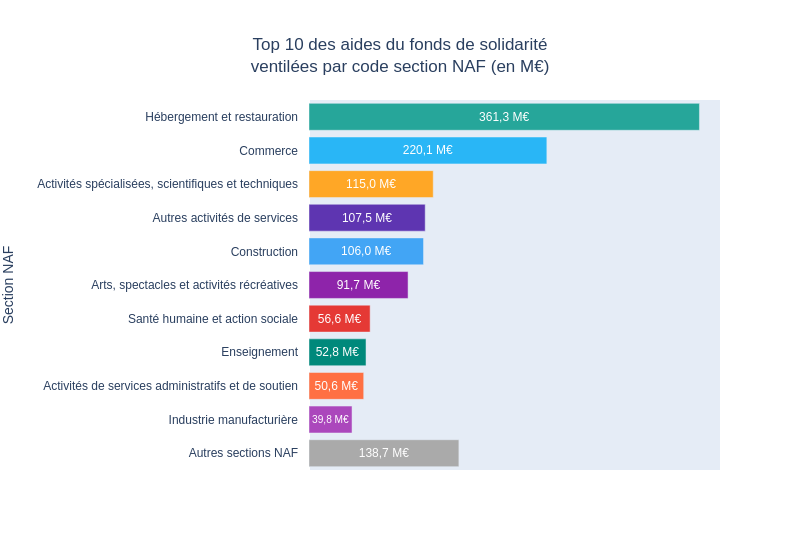 Top 10 des aides du fonds de solidarité
ventilées par code section NAF (en M€)
Section NAF
Hébergement et restauration 361,3 M€
Commerce 220,1 M€
Activités spécialisées, scientifiques et techniques 115,0 M€
Autres activités de services 107,5 M€
Construction 106,0 M€
Arts, spectacles et activités récréatives 91,7 M€
Santé humaine et action sociale 56,6 M€
Enseignement 52,8 M€
Activités de services administratifs et de soutien 50,6 M€
Industrie manufacturière 39,8 M€
Autres sections NAF 138,7 M€